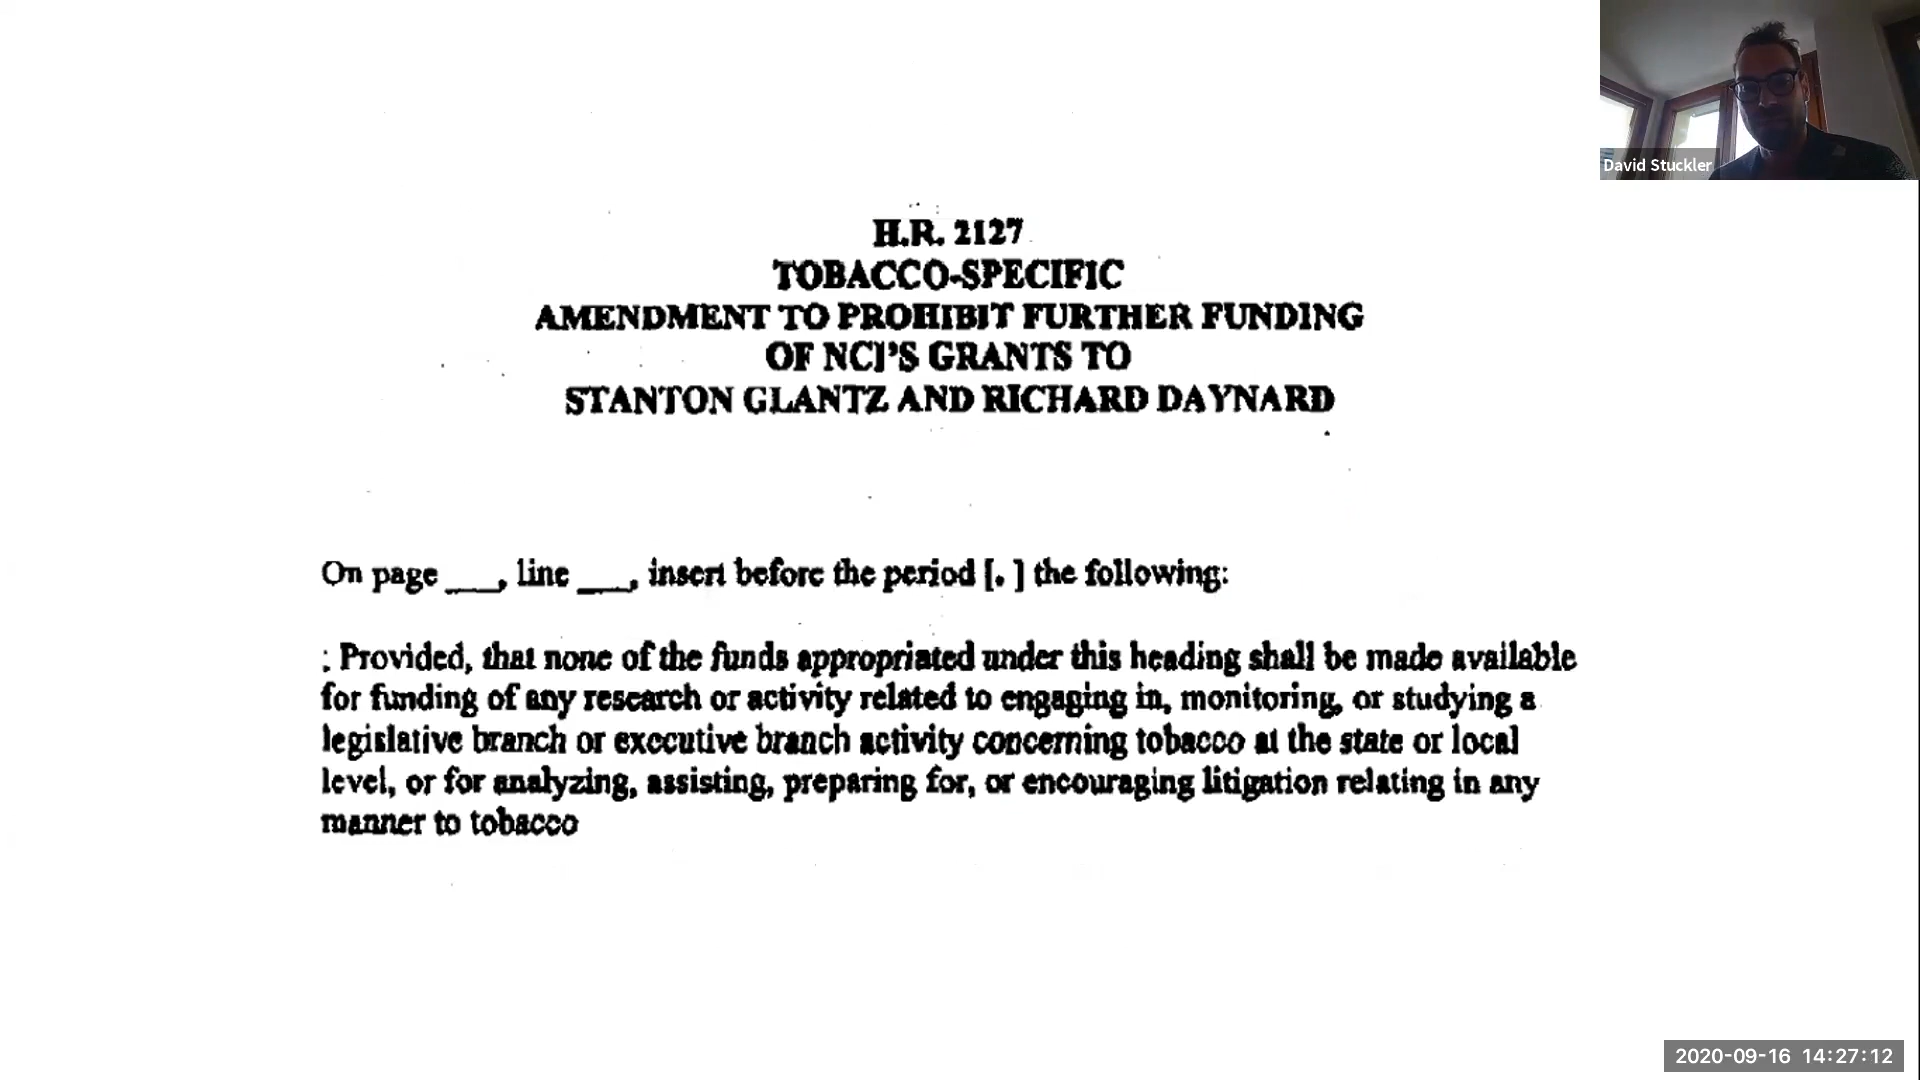 David Stuckler
H.R. 2127
TOBACCO-SPECIFIC
AMENDMENT TO PROHIBIT FURTHER FUNDING
OF NCI'S GRANTS TO
STANTON GLANTZ AND RICHARD DAYNARD
On page ___, line ___, insert before the period [. ] the following:
: Provided, that none of the funds appropriated under this heading shall be made available
for funding of any research or activity related to engaging in, monitoring, or studying a
legislative branch or executive branch activity concerning tobacco at the state or local
level, or for analyzing, assisting, preparing for, or encouraging litigation relating in any
manner to tobacco
2020-09-16 14:27:12